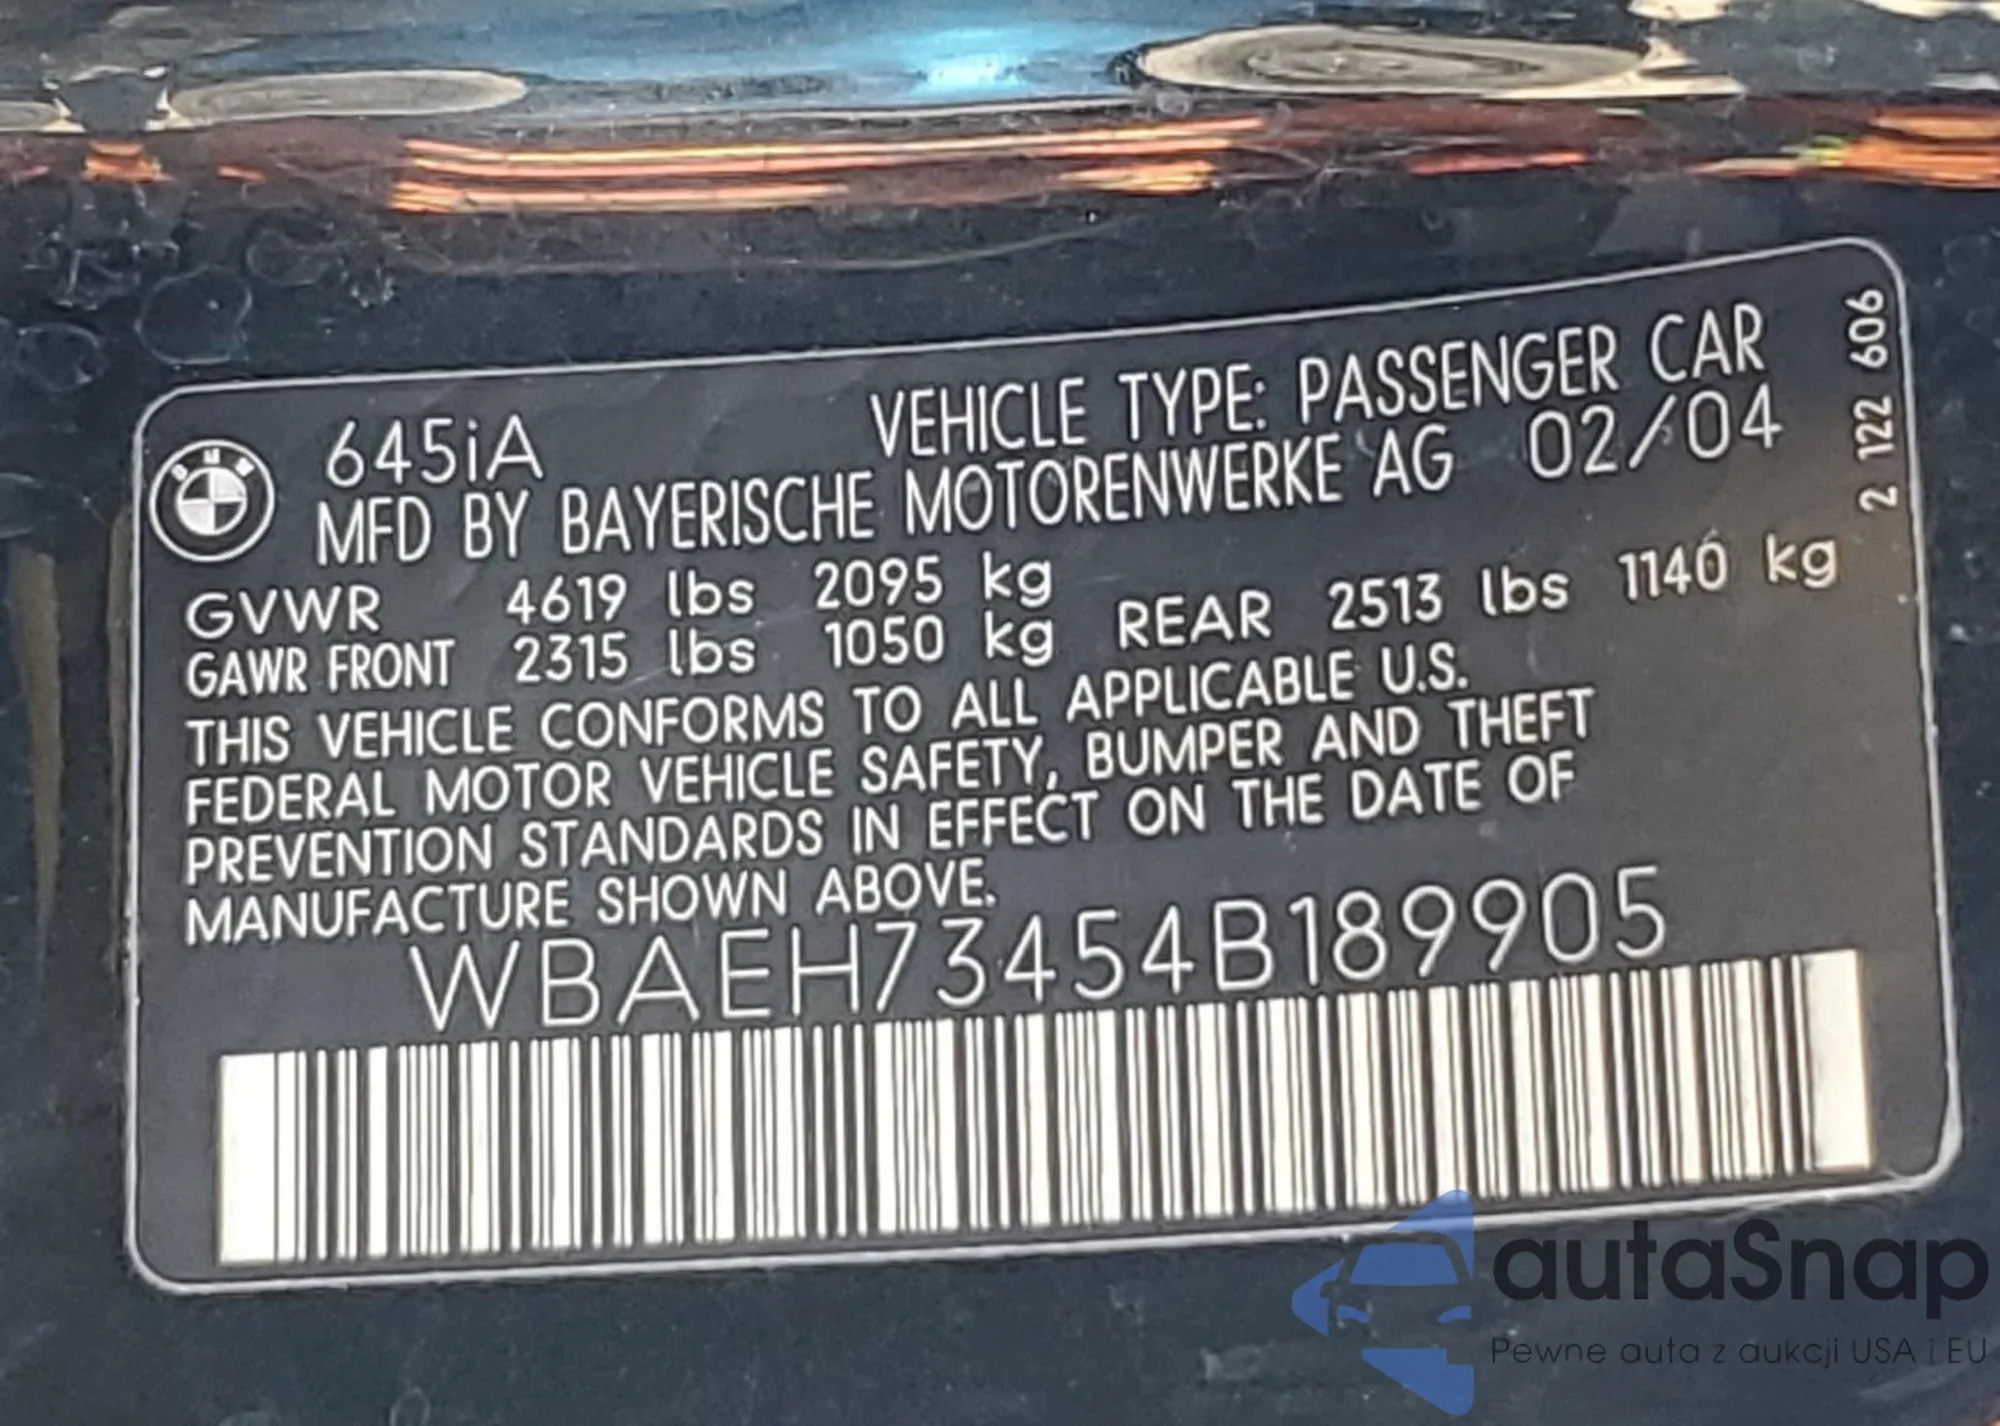 BMW
645iA
VEHICLE TYPE: PASSENGER CAR
MFD BY BAYERISCHE MOTORENWERKE AG 02/04
GVWR 4619 lbs 2095 kg
GAWR FRONT 2315 lbs 1050 kg REAR 2513 lbs 1140 kg
THIS VEHICLE CONFORMS TO ALL APPLICABLE U.S.
FEDERAL MOTOR VEHICLE SAFETY, BUMPER AND THEFT
PREVENTION STANDARDS IN EFFECT ON THE DATE OF
MANUFACTURE SHOWN ABOVE.
WBAEH73454B189905
2 122 606
autaSnap
Pewne auta z aukcji USA i EU